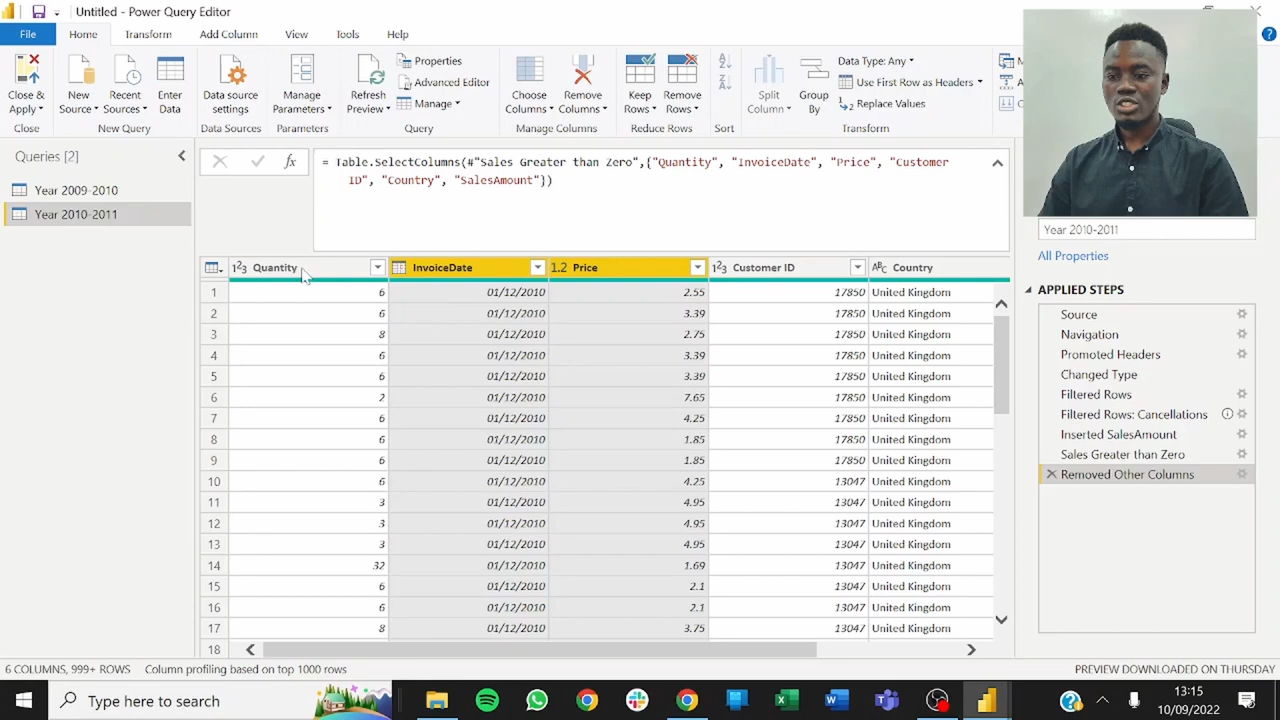 Untitled - Power Query Editor
File Home Transform Add Column View Tools Help
Close & Apply
New Source
Recent Sources
Enter Data
Data source settings
Manage Parameters
Refresh Preview
Properties
Advanced Editor
Manage
Choose Columns
Remove Columns
Keep Rows
Remove Rows
Split Column
Group By
Data Type: Any
Use First Row as Headers
Replace Values
Close New Query Data Sources Parameters Query Manage Columns Reduce Rows Sort Transform
Queries [2]
Year 2009-2010
Year 2010-2011
fx
= Table.SelectColumns(#"Sales Greater than Zero",{"Quantity", "InvoiceDate", "Price", "Customer
ID", "Country", "SalesAmount"})
Year 2010-2011
All Properties
APPLIED STEPS
Source
Navigation
Promoted Headers
Changed Type
Filtered Rows
Filtered Rows: Cancellations
Inserted SalesAmount
Sales Greater than Zero
Removed Other Columns
123 Quantity InvoiceDate 1.2 Price 123 Customer ID ABC Country
1 6 01/12/2010 2.55 17850 United Kingdom
2 6 01/12/2010 3.39 17850 United Kingdom
3 8 01/12/2010 2.75 17850 United Kingdom
4 6 01/12/2010 3.39 17850 United Kingdom
5 6 01/12/2010 3.39 17850 United Kingdom
6 2 01/12/2010 7.65 17850 United Kingdom
7 6 01/12/2010 4.25 17850 United Kingdom
8 6 01/12/2010 1.85 17850 United Kingdom
9 6 01/12/2010 1.85 17850 United Kingdom
10 6 01/12/2010 4.25 13047 United Kingdom
11 3 01/12/2010 4.95 13047 United Kingdom
12 3 01/12/2010 4.95 13047 United Kingdom
13 3 01/12/2010 4.95 13047 United Kingdom
14 32 01/12/2010 1.69 13047 United Kingdom
15 6 01/12/2010 2.1 13047 United Kingdom
16 6 01/12/2010 2.1 13047 United Kingdom
17 8 01/12/2010 3.75 13047 United Kingdom
18
6 COLUMNS, 999+ ROWS Column profiling based on top 1000 rows PREVIEW DOWNLOADED ON THURSDAY
Type here to search
13:15
10/09/2022